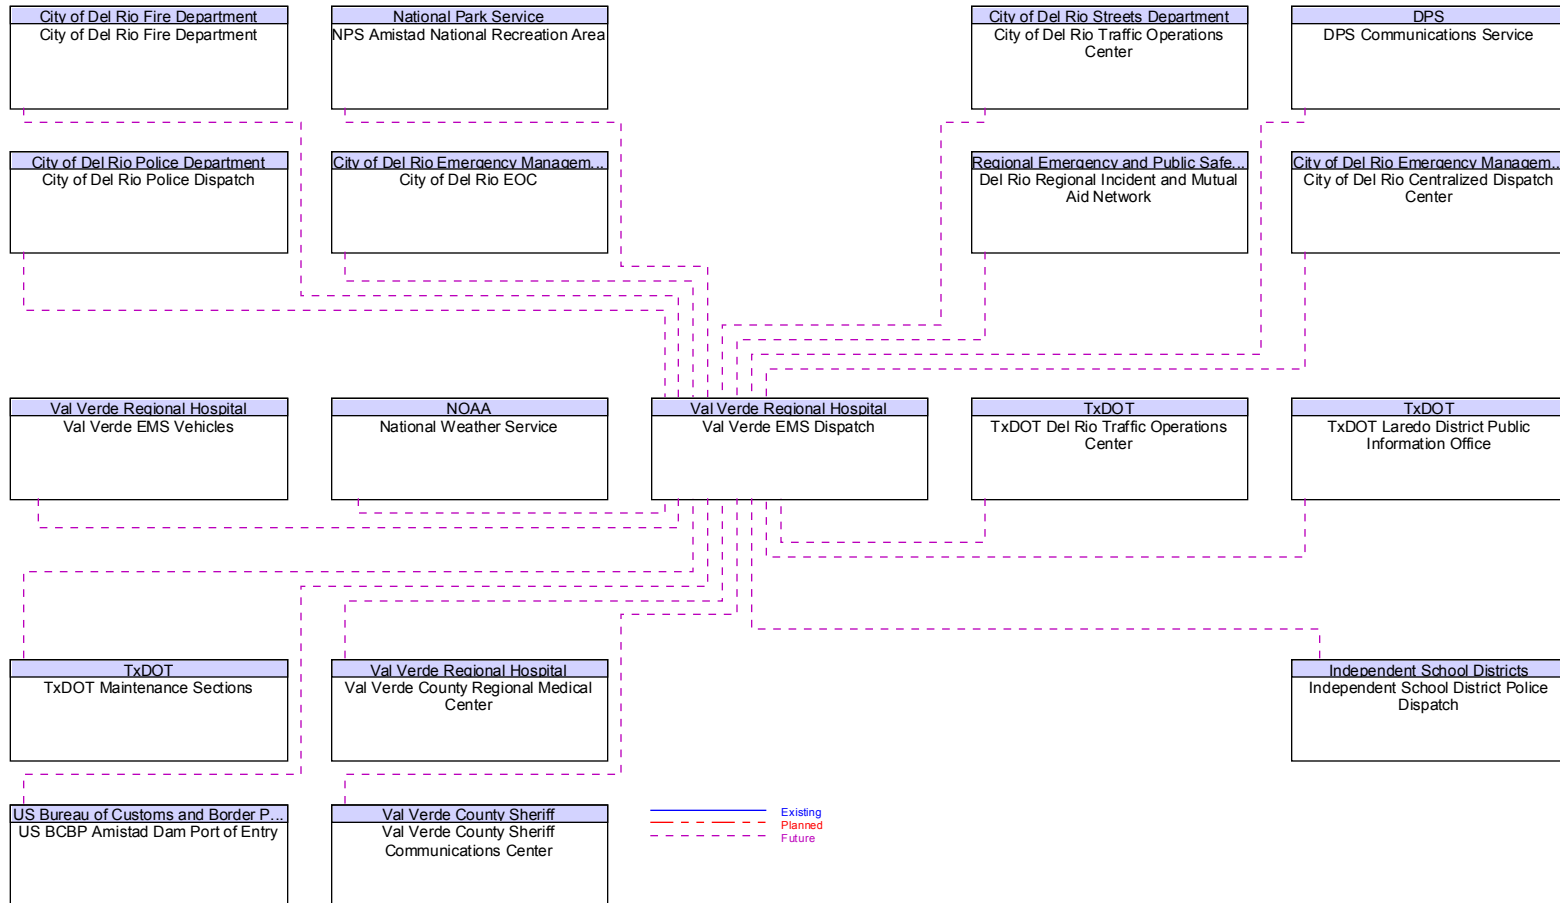 City of Del Rio Fire Department
City of Del Rio Fire Department
National Park Service
NPS Amistad National Recreation Area
City of Del Rio Streets Department
City of Del Rio Traffic Operations
Center
DPS
DPS Communications Service
City of Del Rio Police Department
City of Del Rio Police Dispatch
City of Del Rio Emergency Managem...
City of Del Rio EOC
Regional Emergency and Public Safe...
Del Rio Regional Incident and Mutual
Aid Network
City of Del Rio Emergency Managem...
City of Del Rio Centralized Dispatch
Center
Val Verde Regional Hospital
Val Verde EMS Vehicles
NOAA
National Weather Service
Val Verde Regional Hospital
Val Verde EMS Dispatch
TxDOT
TxDOT Del Rio Traffic Operations
Center
TxDOT
TxDOT Laredo District Public
Information Office
TxDOT
TxDOT Maintenance Sections
Val Verde Regional Hospital
Val Verde County Regional Medical
Center
Independent School Districts
Independent School District Police
Dispatch
US Bureau of Customs and Border P...
US BCBP Amistad Dam Port of Entry
Val Verde County Sheriff
Val Verde County Sheriff
Communications Center
Existing
Planned
Future